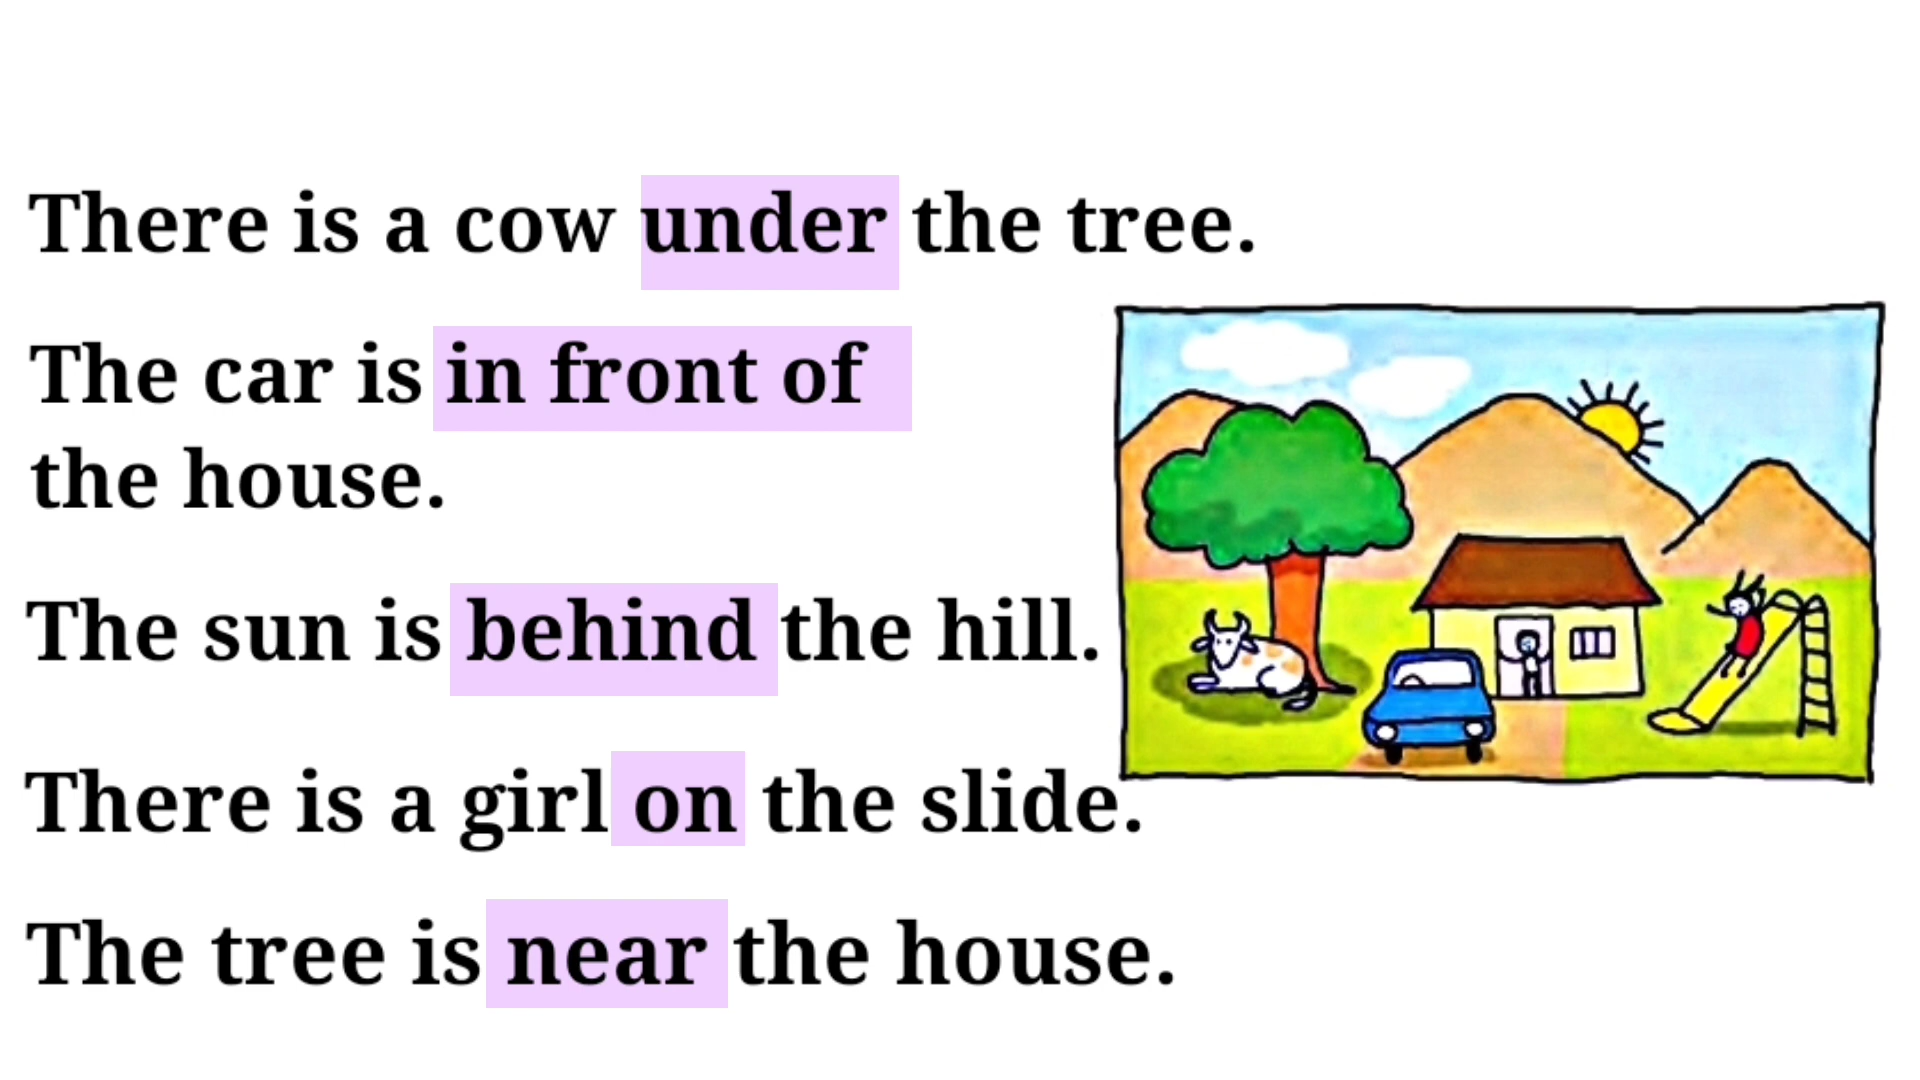 There is a cow under the tree.
The car is in front of
the house.
The sun is behind the hill.
There is a girl on the slide.
The tree is near the house.